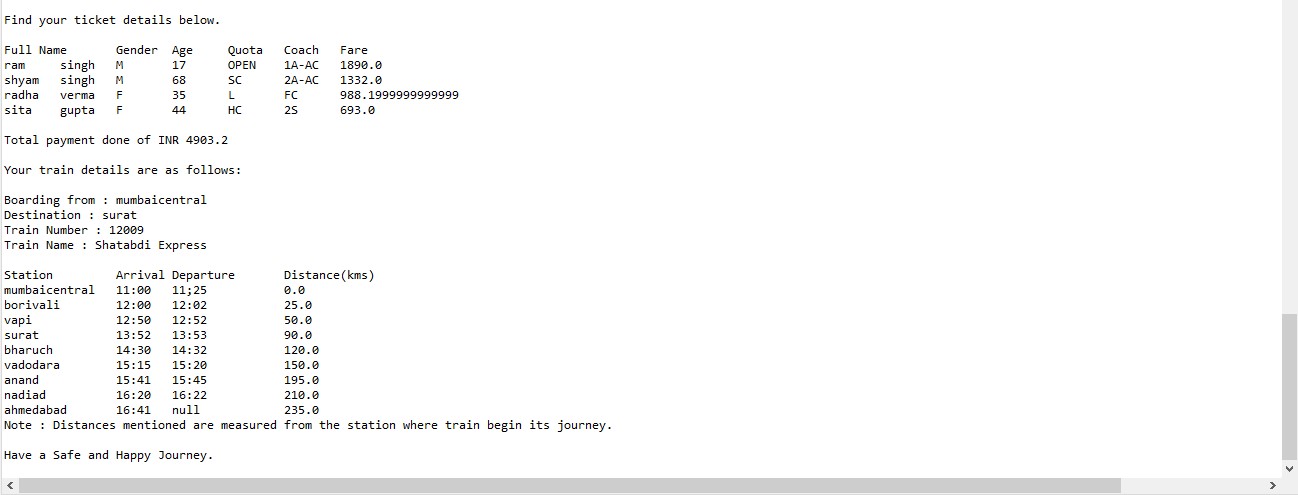 Find your ticket details below.
Full Name Gender Age Quota Coach Fare
ram singh M 17 OPEN 1A-AC 1890.0
shyam singh M 68 SC 2A-AC 1332.0
radha verma F 35 L FC 988.1999999999999
sita gupta F 44 HC 2S 693.0
Total payment done of INR 4903.2
Your train details are as follows:
Boarding from : mumbaicentral
Destination : surat
Train Number : 12009
Train Name : Shatabdi Express
Station Arrival Departure Distance(kms)
mumbaicentral 11:00 11;25 0.0
borivali 12:00 12:02 25.0
vapi 12:50 12:52 50.0
surat 13:52 13:53 90.0
bharuch 14:30 14:32 120.0
vadodara 15:15 15:20 150.0
anand 15:41 15:45 195.0
nadiad 16:20 16:22 210.0
ahmedabad 16:41 null 235.0
Note : Distances mentioned are measured from the station where train begin its journey.
Have a Safe and Happy Journey.